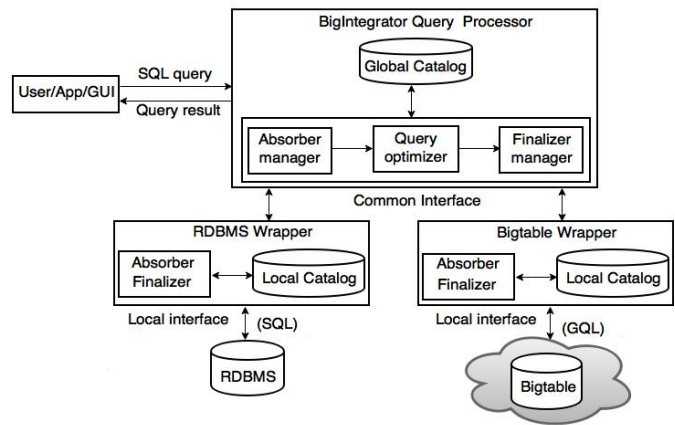 BigIntegrator Query Processor
Global Catalog
SQL query
User/App/GUI
Query result
Absorber
manager
Query
optimizer
Finalizer
manager
Common Interface
RDBMS Wrapper
Absorber
Finalizer
Local Catalog
Bigtable Wrapper
Absorber
Finalizer
Local Catalog
Local interface
(SQL)
Local interface
(GQL)
RDBMS
Bigtable